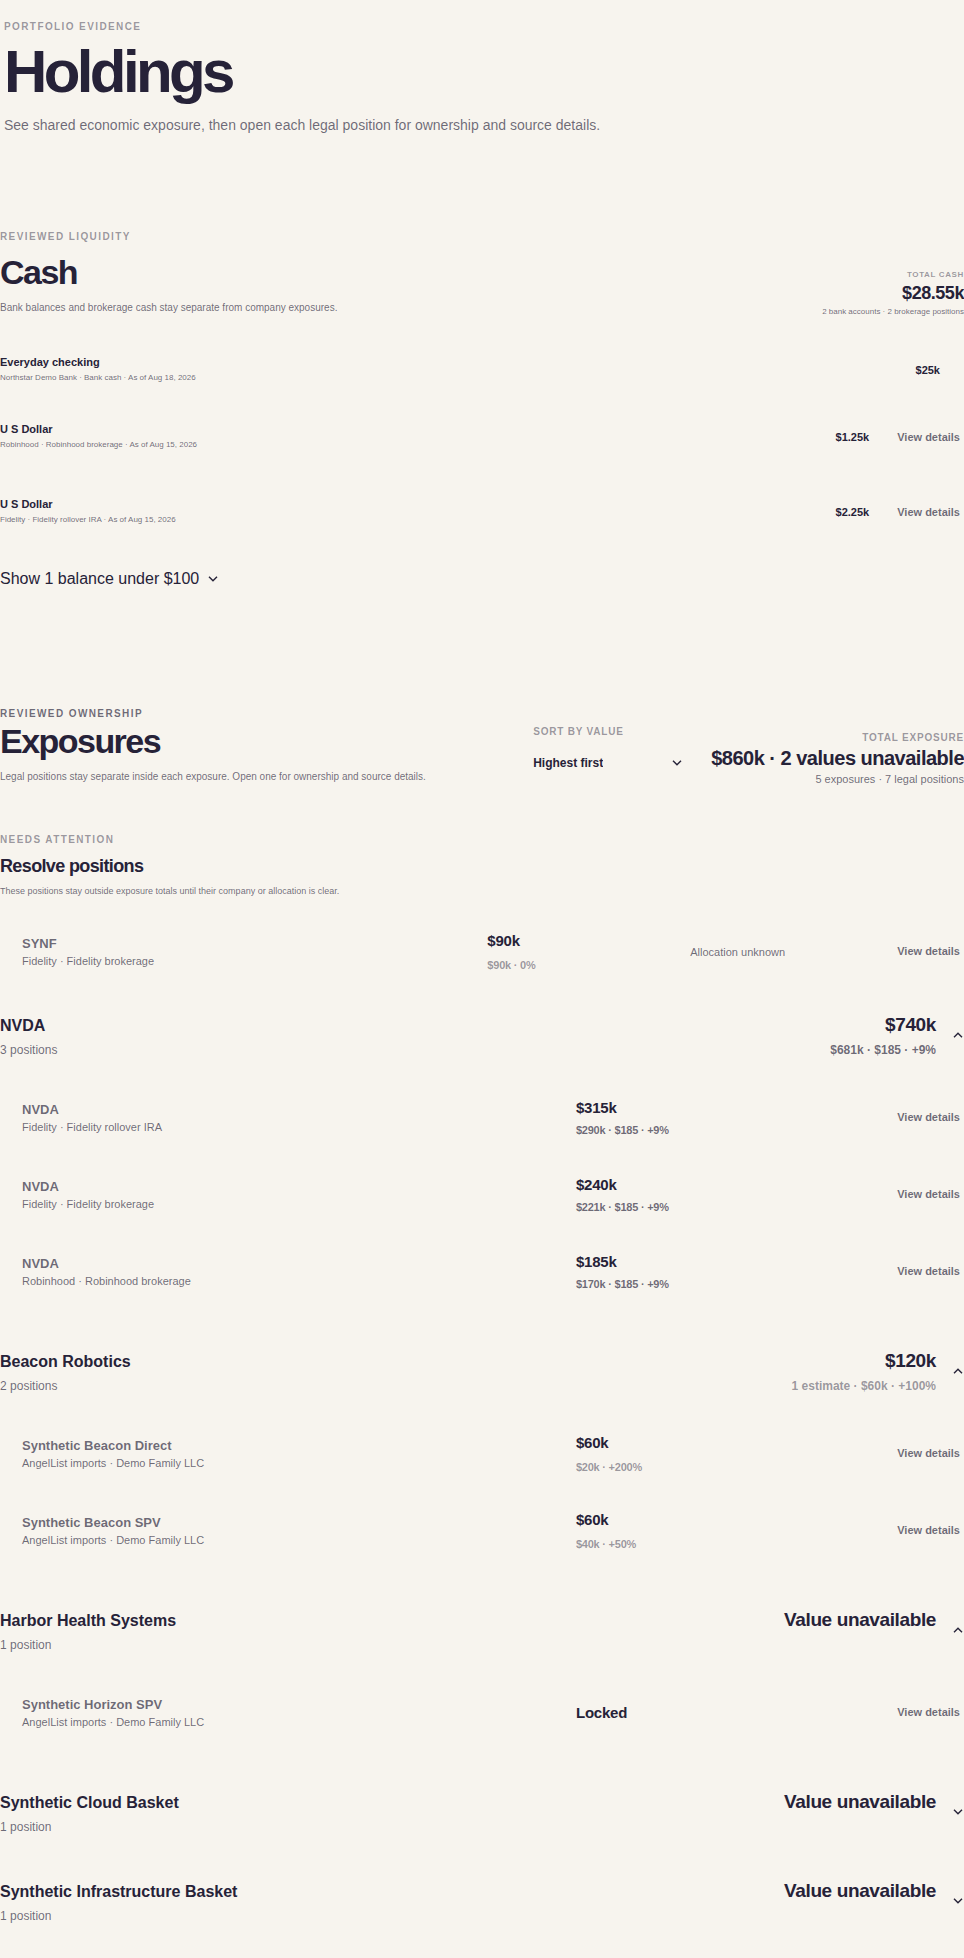 PORTFOLIO EVIDENCE
Holdings
See shared economic exposure, then open each legal position for ownership and source details.
REVIEWED LIQUIDITY
Cash
Bank balances and brokerage cash stay separate from company exposures.
TOTAL CASH
$28.55k
2 bank accounts · 2 brokerage positions
Everyday checking
Northstar Demo Bank · Bank cash · As of Aug 18, 2026
$25k
U S Dollar
Robinhood · Robinhood brokerage · As of Aug 15, 2026
$1.25k View details
U S Dollar
Fidelity · Fidelity rollover IRA · As of Aug 15, 2026
$2.25k View details
Show 1 balance under $100
REVIEWED OWNERSHIP
Exposures
Legal positions stay separate inside each exposure. Open one for ownership and source details.
SORT BY VALUE
Highest first
TOTAL EXPOSURE
$860k · 2 values unavailable
5 exposures · 7 legal positions
NEEDS ATTENTION
Resolve positions
These positions stay outside exposure totals until their company or allocation is clear.
SYNF
Fidelity · Fidelity brokerage
$90k
$90k · 0%
Allocation unknown
View details
NVDA
3 positions
$740k
$681k · $185 · +9%
NVDA
Fidelity · Fidelity rollover IRA
$315k
$290k · $185 · +9%
View details
NVDA
Fidelity · Fidelity brokerage
$240k
$221k · $185 · +9%
View details
NVDA
Robinhood · Robinhood brokerage
$185k
$170k · $185 · +9%
View details
Beacon Robotics
2 positions
$120k
1 estimate · $60k · +100%
Synthetic Beacon Direct
AngelList imports · Demo Family LLC
$60k
$20k · +200%
View details
Synthetic Beacon SPV
AngelList imports · Demo Family LLC
$60k
$40k · +50%
View details
Harbor Health Systems
1 position
Value unavailable
Synthetic Horizon SPV
AngelList imports · Demo Family LLC
Locked
View details
Synthetic Cloud Basket
1 position
Value unavailable
Synthetic Infrastructure Basket
1 position
Value unavailable